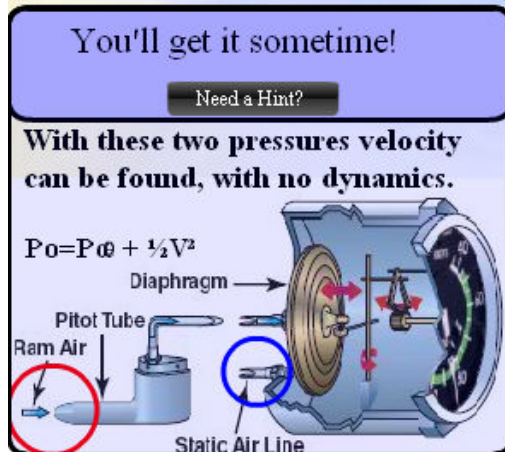 You'll get it sometime!
Need a Hint?
With these two pressures velocity
can be found, with no dynamics.
Diaphragm
Pitot Tube
Ram Air
Static Air Line